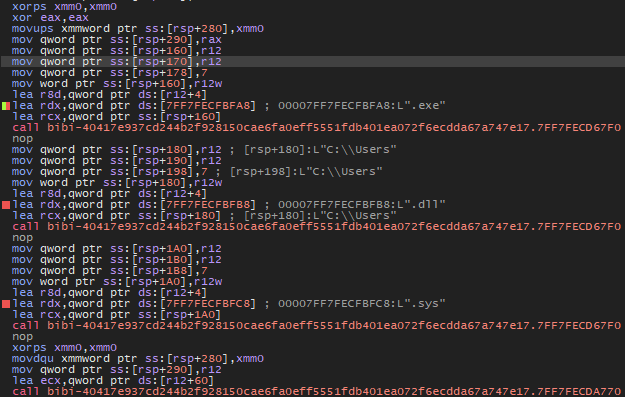 xorps xmm0,xmm0
xor eax,eax
movups xmmword ptr ss:[rsp+280],xmm0
mov qword ptr ss:[rsp+290],rax
mov qword ptr ss:[rsp+160],r12
mov qword ptr ss:[rsp+170],r12
mov qword ptr ss:[rsp+178],7
mov word ptr ss:[rsp+160],r12w
lea r8d,qword ptr ds:[r12+4]
lea rdx,qword ptr ds:[7FF7FECFBFA8] ; 00007FF7FECFBFA8:L".exe"
lea rcx,qword ptr ss:[rsp+160]
call bibi-40417e937cd244b2f928150cae6fa0eff5551fdb401ea072f6ecdda67a747e17.7FF7FECD67F0
nop
mov qword ptr ss:[rsp+180],r12 ; [rsp+180]:L"C:\\Users"
mov qword ptr ss:[rsp+190],r12
mov qword ptr ss:[rsp+198],7 ; [rsp+198]:L"C:\\Users"
mov word ptr ss:[rsp+180],r12w
lea r8d,qword ptr ds:[r12+4]
lea rdx,qword ptr ds:[7FF7FECFBFB8] ; 00007FF7FECFBFB8:L".dll"
lea rcx,qword ptr ss:[rsp+180] ; [rsp+180]:L"C:\\Users"
call bibi-40417e937cd244b2f928150cae6fa0eff5551fdb401ea072f6ecdda67a747e17.7FF7FECD67F0
nop
mov qword ptr ss:[rsp+1A0],r12
mov qword ptr ss:[rsp+1B0],r12
mov qword ptr ss:[rsp+1B8],7
mov word ptr ss:[rsp+1A0],r12w
lea r8d,qword ptr ds:[r12+4]
lea rdx,qword ptr ds:[7FF7FECFBFC8] ; 00007FF7FECFBFC8:L".sys"
lea rcx,qword ptr ss:[rsp+1A0]
call bibi-40417e937cd244b2f928150cae6fa0eff5551fdb401ea072f6ecdda67a747e17.7FF7FECD67F0
nop
xorps xmm0,xmm0
movdqu xmmword ptr ss:[rsp+280],xmm0
mov qword ptr ss:[rsp+290],r12
lea ecx,qword ptr ds:[r12+60]
call bibi-40417e937cd244b2f928150cae6fa0eff5551fdb401ea072f6ecdda67a747e17.7FF7FECDA770